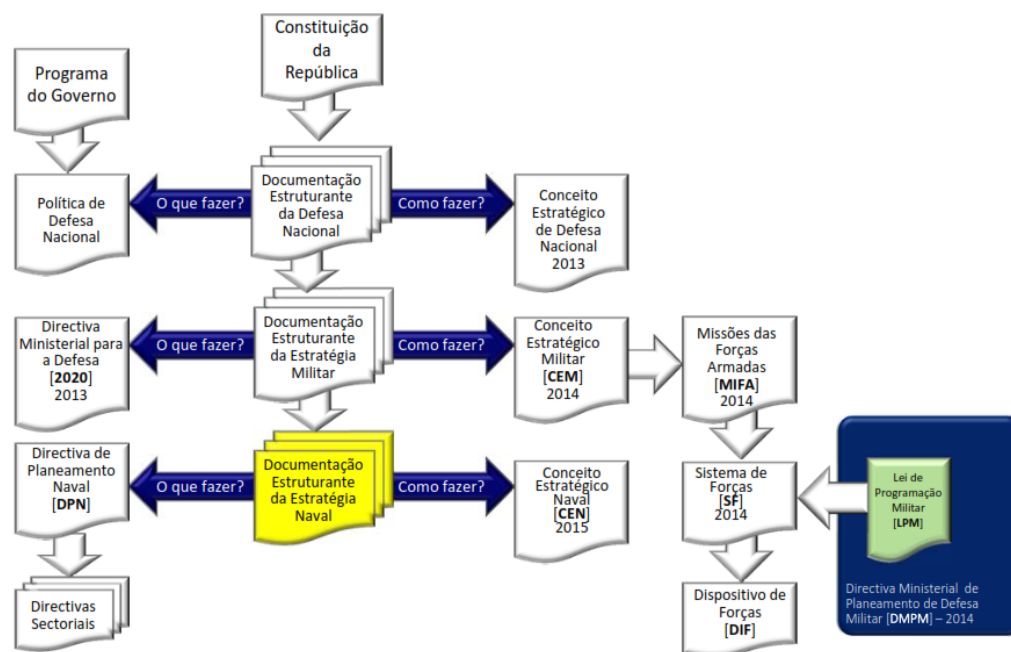 Constituição
da
República
Programa
do Governo
Política de
Defesa
Nacional
O que fazer?
Documentação
Estruturante
da Defesa
Nacional
Como fazer?
Conceito
Estratégico
de Defesa
Nacional
2013
Directiva
Ministerial para
a Defesa
[2020]
2013
O que fazer?
Documentação
Estruturante
da Estratégia
Militar
Como fazer?
Conceito
Estratégico
Militar
[CEM]
2014
Missões das
Forças
Armadas
[MIFA]
2014
Directiva de
Planeamento
Naval
[DPN]
O que fazer?
Documentação
Estruturante
da Estratégia
Naval
Como fazer?
Conceito
Estratégico
Naval
[CEN]
2015
Sistema de
Forças
[SF]
2014
Lei de
Programação
Militar
[LPM]
Directivas
Sectoriais
Dispositivo de
Forças
[DIF]
Directiva Ministerial de
Planeamento de Defesa
Militar [DMPM] – 2014